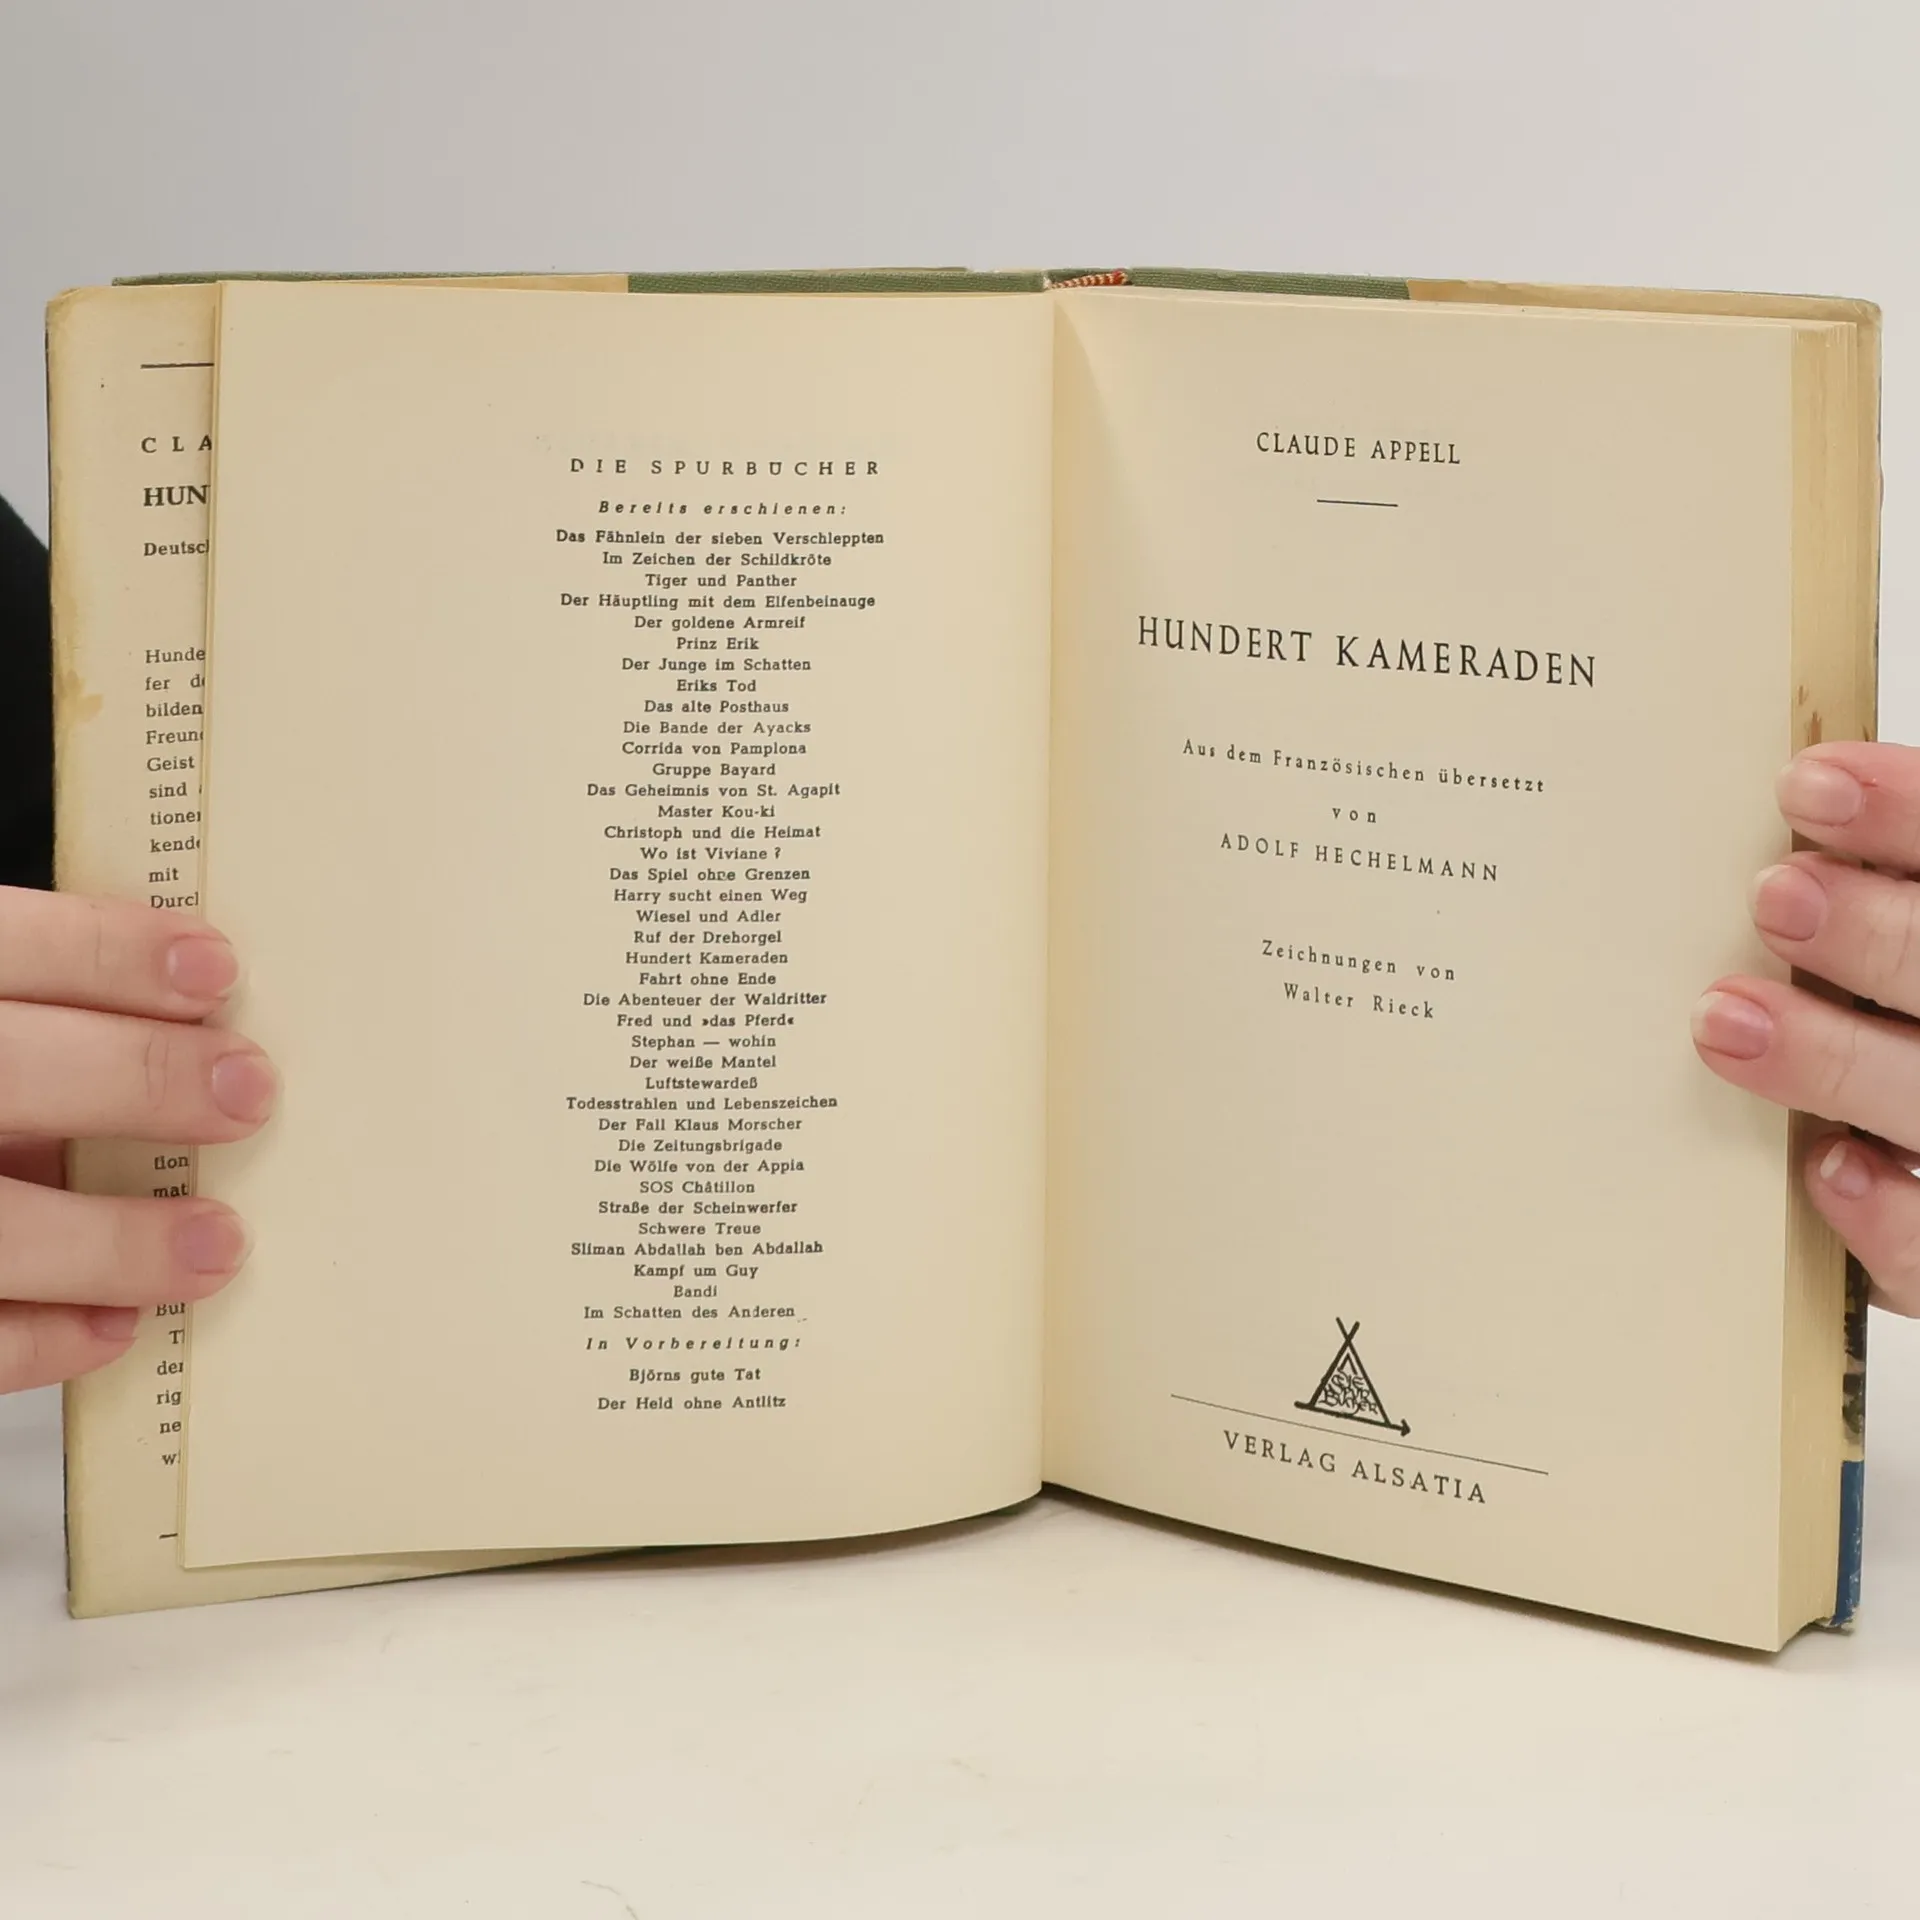 C L A
HUN
Deutsc
Hunde
fer d
bilden
Freun
Geist
sind
tione
kende
mit
Durcl
tion
mat
Bur
T
der
rig
ne
w
DIE SPURBÜCHER
Bereits erschienen:
Das Fähnlein der sieben Verschleppten
Im Zeichen der Schildkröte
Tiger und Panther
Der Häuptling mit dem Elfenbeinauge
Der goldene Armreif
Prinz Erik
Der Junge im Schatten
Eriks Tod
Das alte Posthaus
Die Bande der Ayacks
Corrida von Pamplona
Gruppe Bayard
Das Geheimnis von St. Agapit
Master Kou-ki
Christoph und die Heimat
Wo ist Viviane ?
Das Spiel ohne Grenzen
Harry sucht einen Weg
Wiesel und Adler
Ruf der Drehorgel
Hundert Kameraden
Fahrt ohne Ende
Die Abenteuer der Waldritter
Fred und »das Pferd«
Stephan — wohin
Der weiße Mantel
Luftstewardeß
Todesstrahlen und Lebenszeichen
Der Fall Klaus Morscher
Die Zeitungsbrigade
Die Wölfe von der Appia
SOS Châtillon
Straße der Scheinwerfer
Schwere Treue
Sliman Abdallah ben Abdallah
Kampf um Guy
Bandi
Im Schatten des Anderen
In Vorbereitung:
Björns gute Tat
Der Held ohne Antlitz
CLAUDE APPELL
HUNDERT KAMERADEN
Aus dem Französischen übersetzt
von
ADOLF HECHELMANN
Zeichnungen von
Walter Rieck
DIE
SPUR
BÜCHER
VERLAG ALSATIA